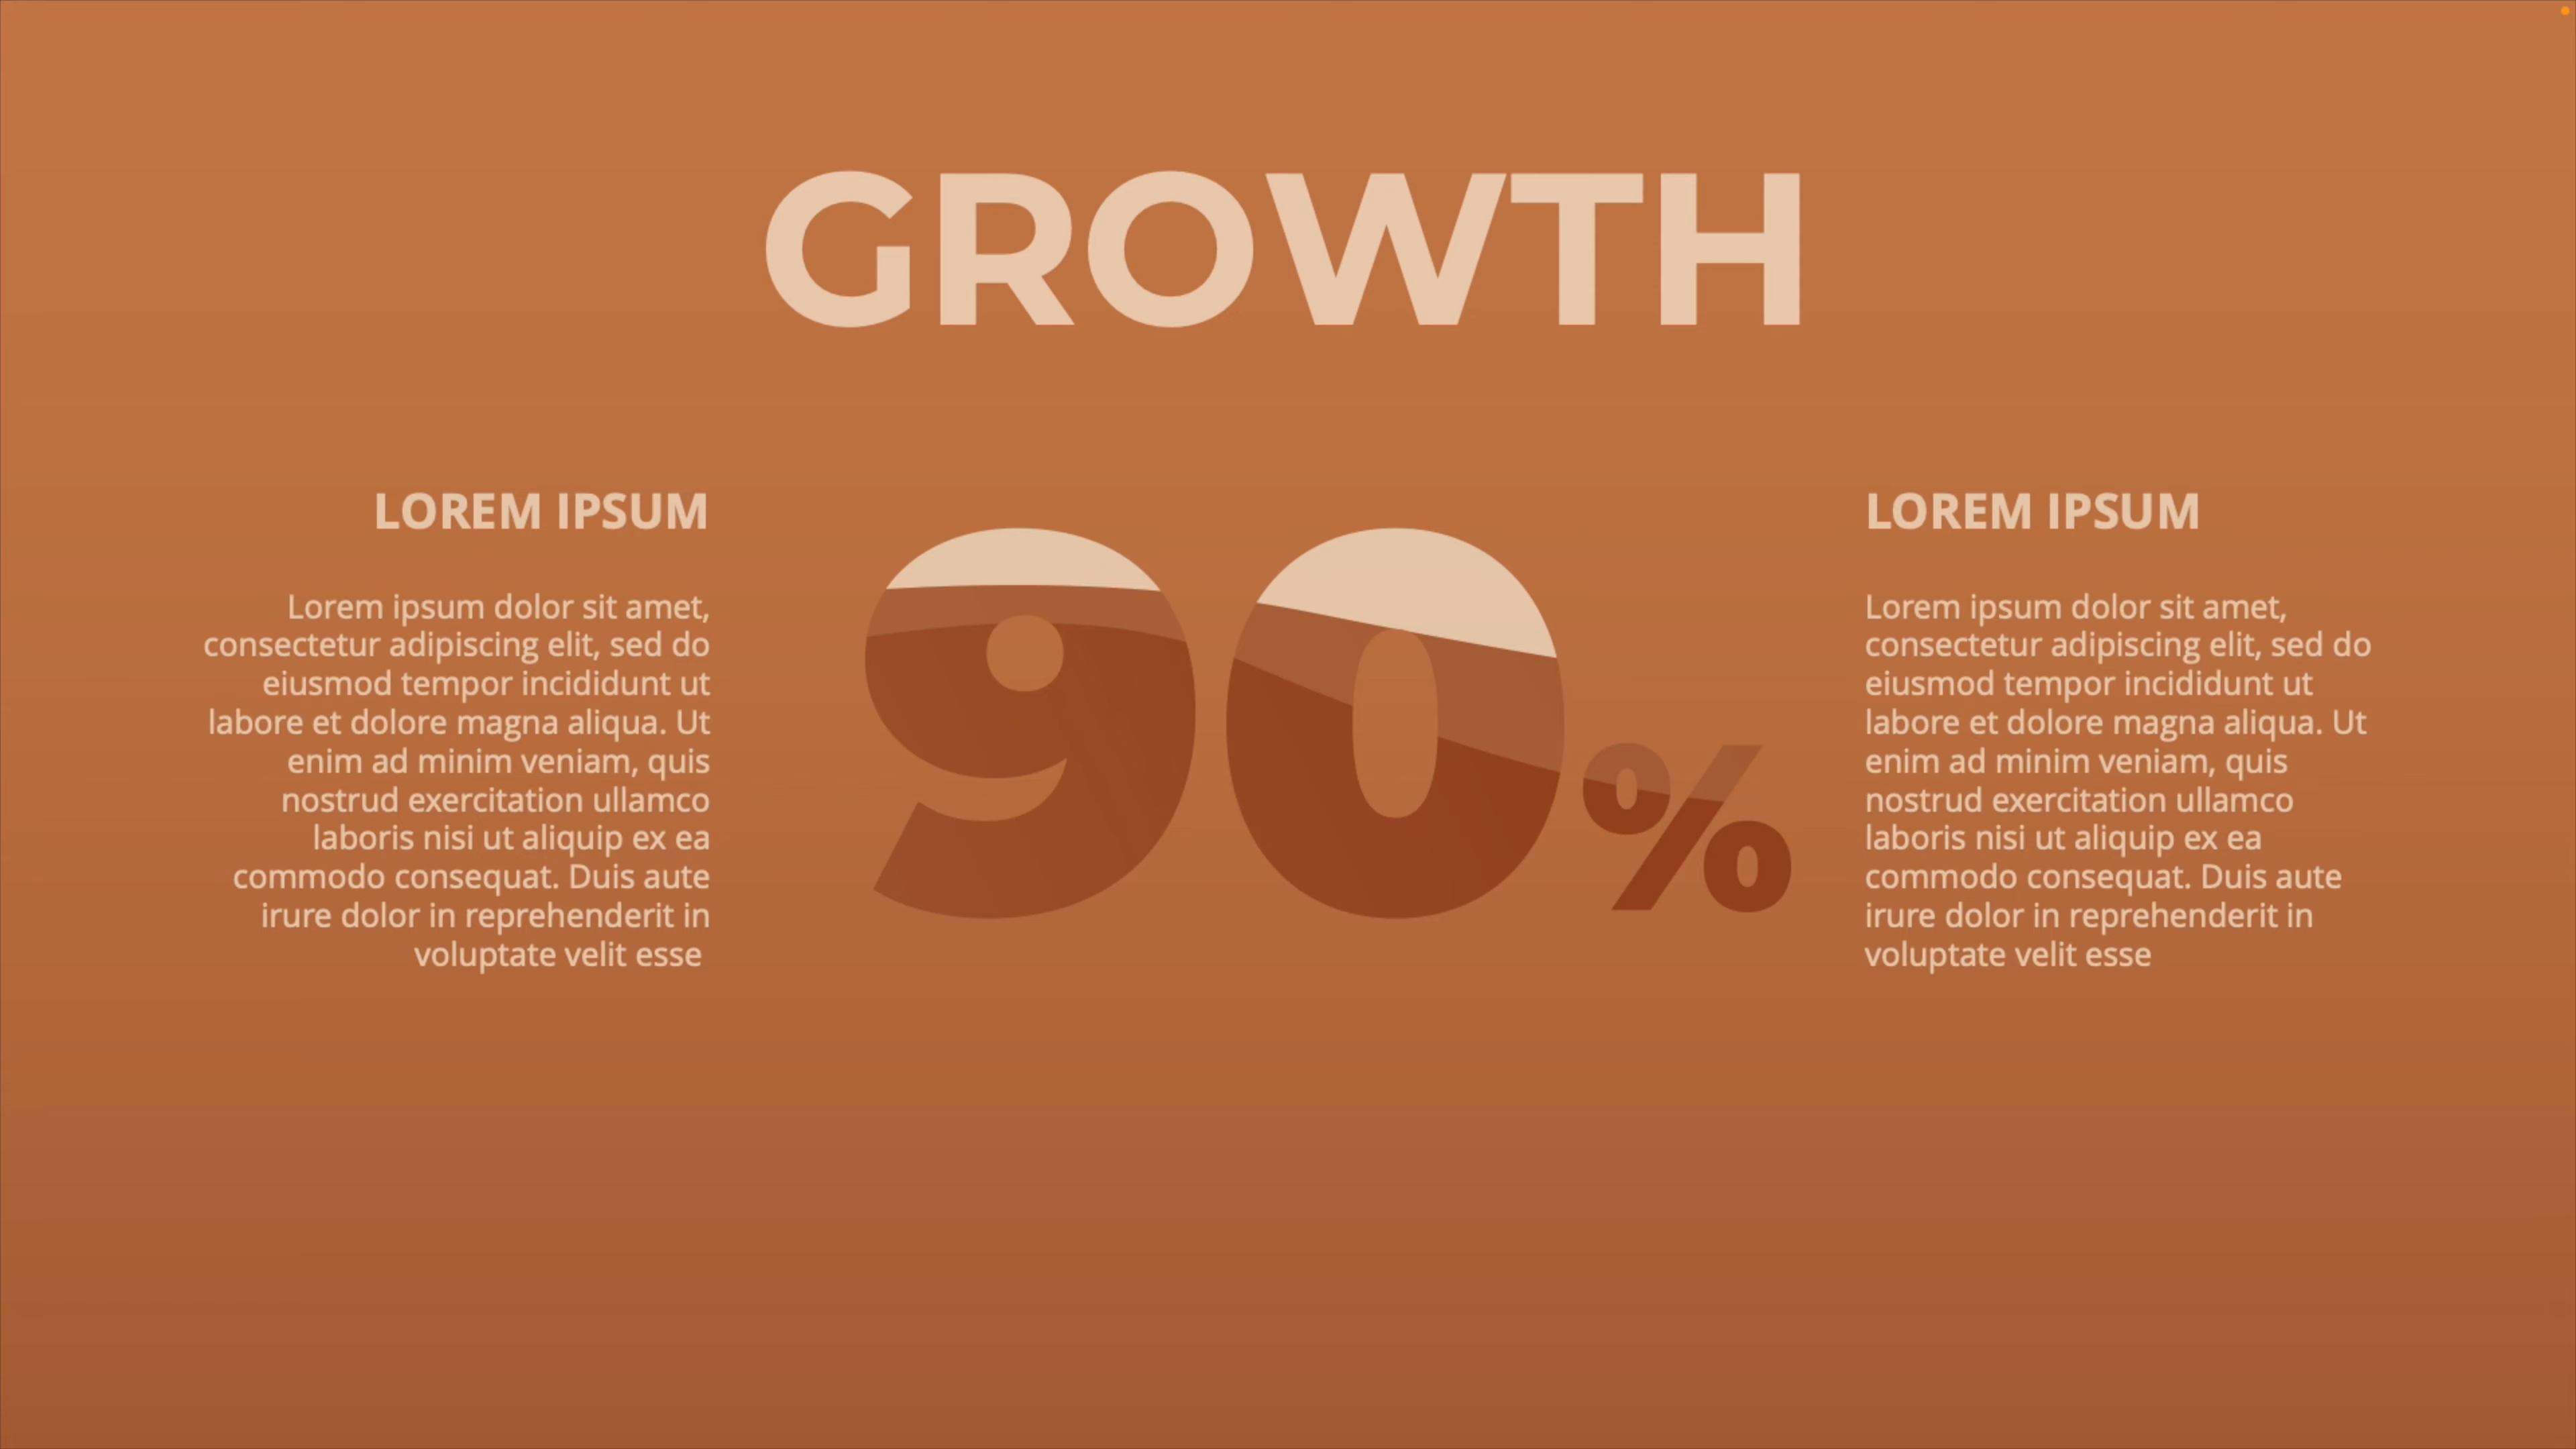 GROWTH
LOREM IPSUM
Lorem ipsum dolor sit amet,
consectetur adipiscing elit, sed do
eiusmod tempor incididunt ut
labore et dolore magna aliqua. Ut
enim ad minim veniam, quis
nostrud exercitation ullamco
laboris nisi ut aliquip ex ea
commodo consequat. Duis aute
irure dolor in reprehenderit in
voluptate velit esse
90%
LOREM IPSUM
Lorem ipsum dolor sit amet,
consectetur adipiscing elit, sed do
eiusmod tempor incididunt ut
labore et dolore magna aliqua. Ut
enim ad minim veniam, quis
nostrud exercitation ullamco
laboris nisi ut aliquip ex ea
commodo consequat. Duis aute
irure dolor in reprehenderit in
voluptate velit esse